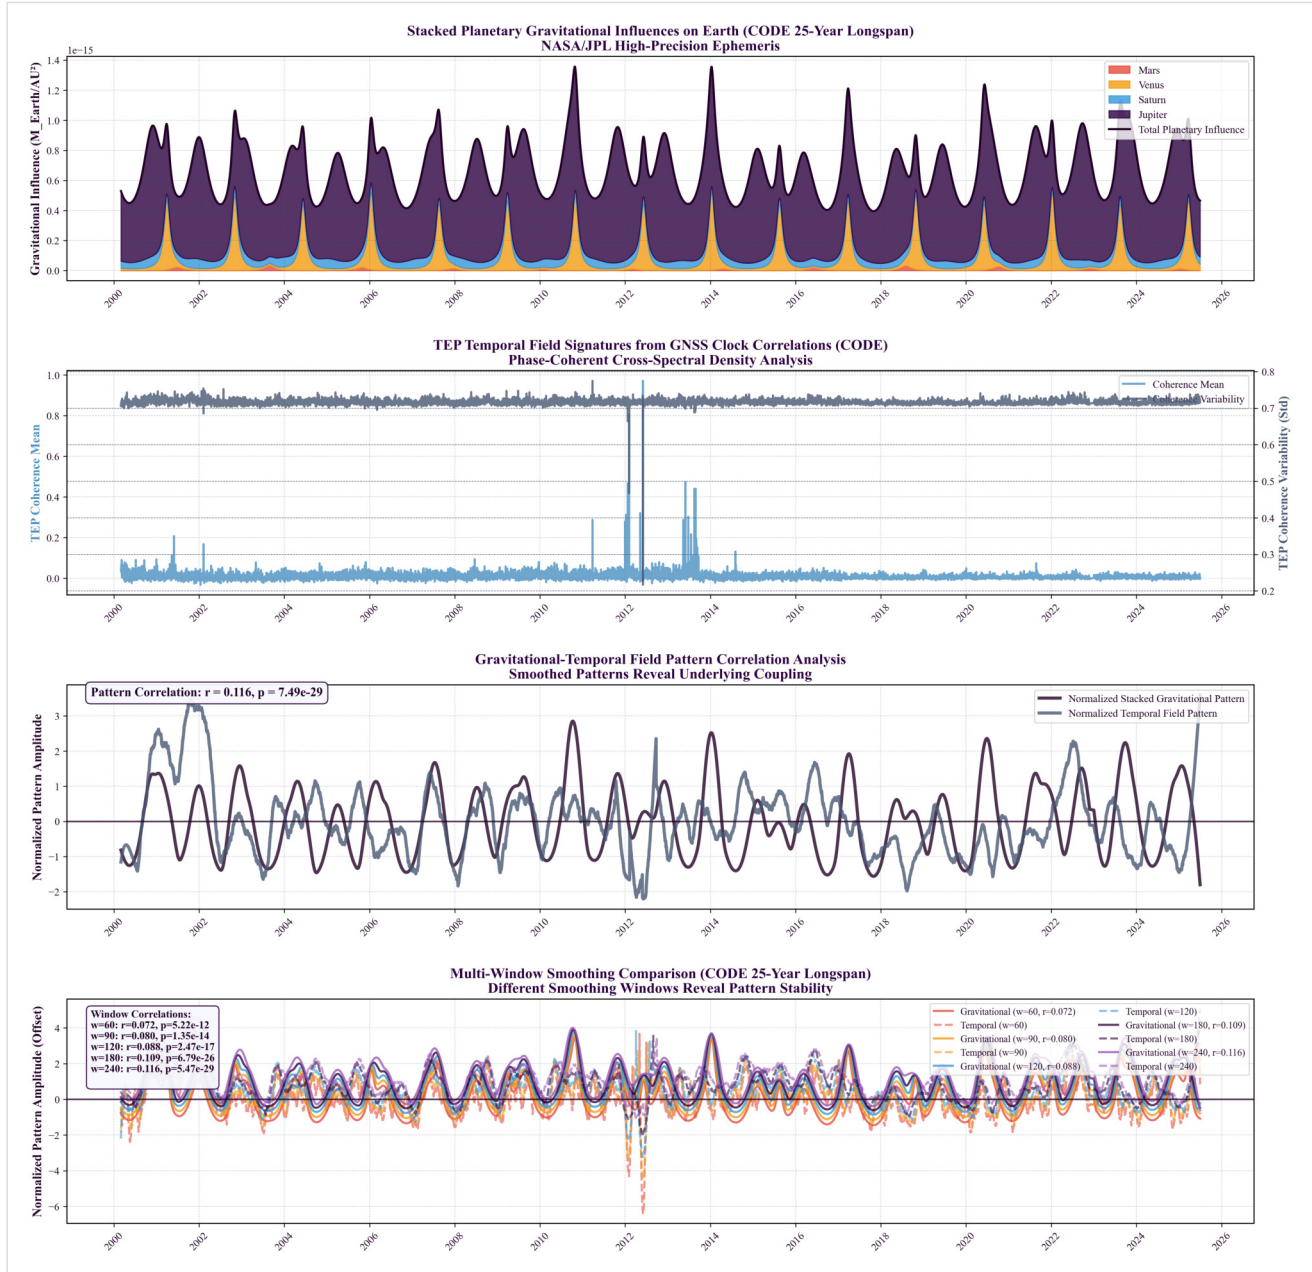 Stacked Planetary Gravitational Influences on Earth (CODE 25-Year Longspan)
NASA/JPL High-Precision Ephemeris
1e−15
Gravitational Influence (M_Earth/AU²)
1.4
1.2
1.0
0.8
0.6
0.4
0.2
0.0
Mars
Venus
Saturn
Jupiter
Total Planetary Influence
2000 2002 2004 2006 2008 2010 2012 2014 2016 2018 2020 2022 2024 2026
TEP Temporal Field Signatures from GNSS Clock Correlations (CODE)
Phase-Coherent Cross-Spectral Density Analysis
TEP Coherence Mean
1.0
0.8
0.6
0.4
0.2
0.0
Coherence Mean
Coherence Variability
0.8
0.7
0.6
0.5
0.4
0.3
0.2
TEP Coherence Variability (Std)
2000 2002 2004 2006 2008 2010 2012 2014 2016 2018 2020 2022 2024 2026
Gravitational-Temporal Field Pattern Correlation Analysis
Smoothed Patterns Reveal Underlying Coupling
Pattern Correlation: r = 0.116, p = 7.49e-29
Normalized Stacked Gravitational Pattern
Normalized Temporal Field Pattern
Normalized Pattern Amplitude
3
2
1
0
−1
−2
2000 2002 2004 2006 2008 2010 2012 2014 2016 2018 2020 2022 2024 2026
Multi-Window Smoothing Comparison (CODE 25-Year Longspan)
Different Smoothing Windows Reveal Pattern Stability
Window Correlations:
w=60: r=0.072, p=5.22e-12
w=90: r=0.080, p=1.35e-14
w=120: r=0.088, p=2.47e-17
w=180: r=0.109, p=6.79e-26
w=240: r=0.116, p=5.47e-29
Gravitational (w=60, r=0.072)
Temporal (w=60)
Gravitational (w=90, r=0.080)
Temporal (w=90)
Gravitational (w=120, r=0.088)
Temporal (w=120)
Gravitational (w=180, r=0.109)
Temporal (w=180)
Gravitational (w=240, r=0.116)
Temporal (w=240)
Normalized Pattern Amplitude (Offset)
4
2
0
−2
−4
−6
2000 2002 2004 2006 2008 2010 2012 2014 2016 2018 2020 2022 2024 2026